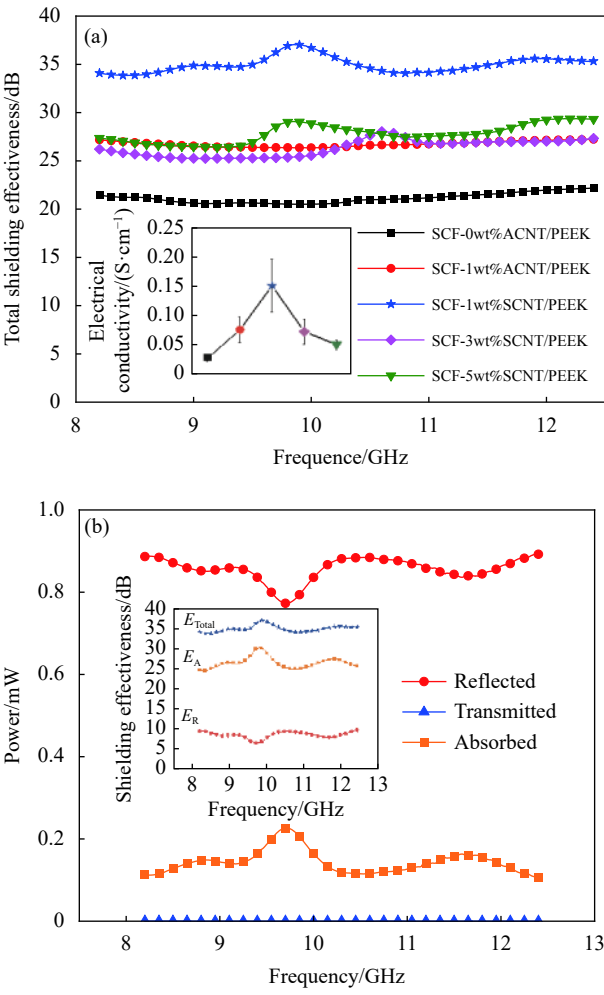 40
(a)
35
30
25
20
15
10
5
0
Total shielding effectiveness/dB
0.25
0.20
0.15
0.10
0.05
0
Electrical
conductivity/(S·cm⁻¹)
SCF-0wt%ACNT/PEEK
SCF-1wt%ACNT/PEEK
SCF-1wt%SCNT/PEEK
SCF-3wt%SCNT/PEEK
SCF-5wt%SCNT/PEEK
8 9 10 11 12
Frequence/GHz
1.0
(b)
0.8
0.6
0.4
0.2
0
Power/mW
40
35
30
25
20
15
10
5
0
Shielding effectiveness/dB
E_Total
E_A
E_R
7 8 9 10 11 12 13
Frequency/GHz
Reflected
Transmitted
Absorbed
8 9 10 11 12 13
Frequency/GHz